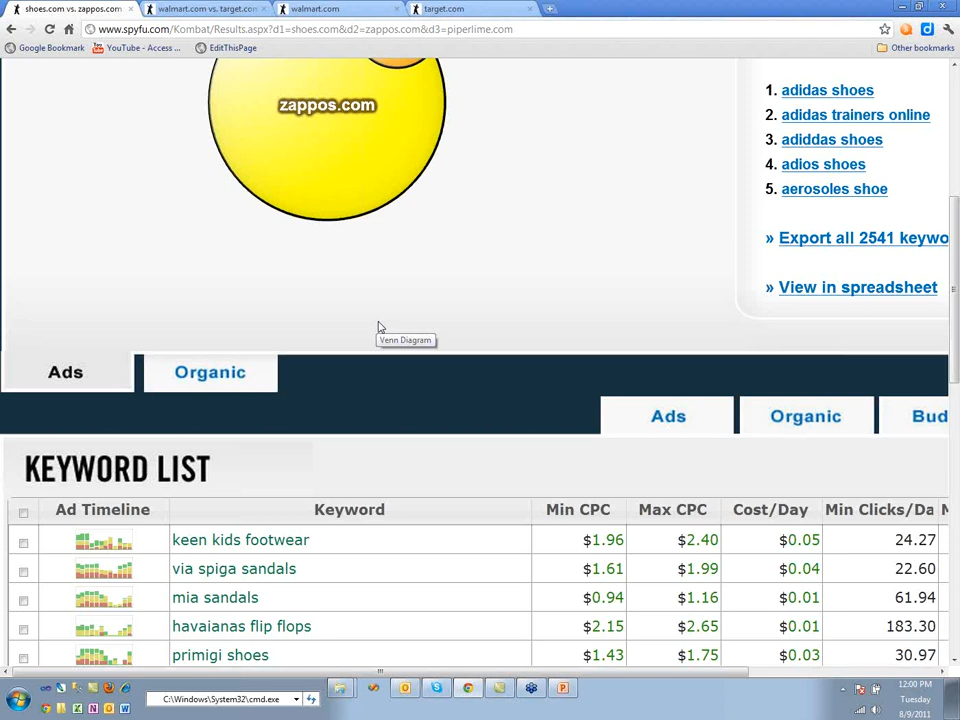 shoes.com vs. zappos.com
walmart.com vs. target.com
walmart.com
target.com
www.spyfu.com/Kombat/Results.aspx?d1=shoes.com&d2=zappos.com&d3=piperlime.com
Google Bookmark
YouTube - Access ...
EditThisPage
Other bookmarks
zappos.com
1. adidas shoes
2. adidas trainers online
3. adiddas shoes
4. adios shoes
5. aerosoles shoe
» Export all 2541 keywo
» View in spreadsheet
Venn Diagram
Ads Organic
Ads Organic Bud
KEYWORD LIST
Ad Timeline Keyword Min CPC Max CPC Cost/Day Min Clicks/Da M
keen kids footwear $1.96 $2.40 $0.05 24.27
via spiga sandals $1.61 $1.99 $0.04 22.60
mia sandals $0.94 $1.16 $0.01 61.94
havaianas flip flops $2.15 $2.65 $0.01 183.30
primigi shoes $1.43 $1.75 $0.03 30.97
C:\Windows\System32\cmd.exe
12:00 PM
Tuesday
8/9/2011